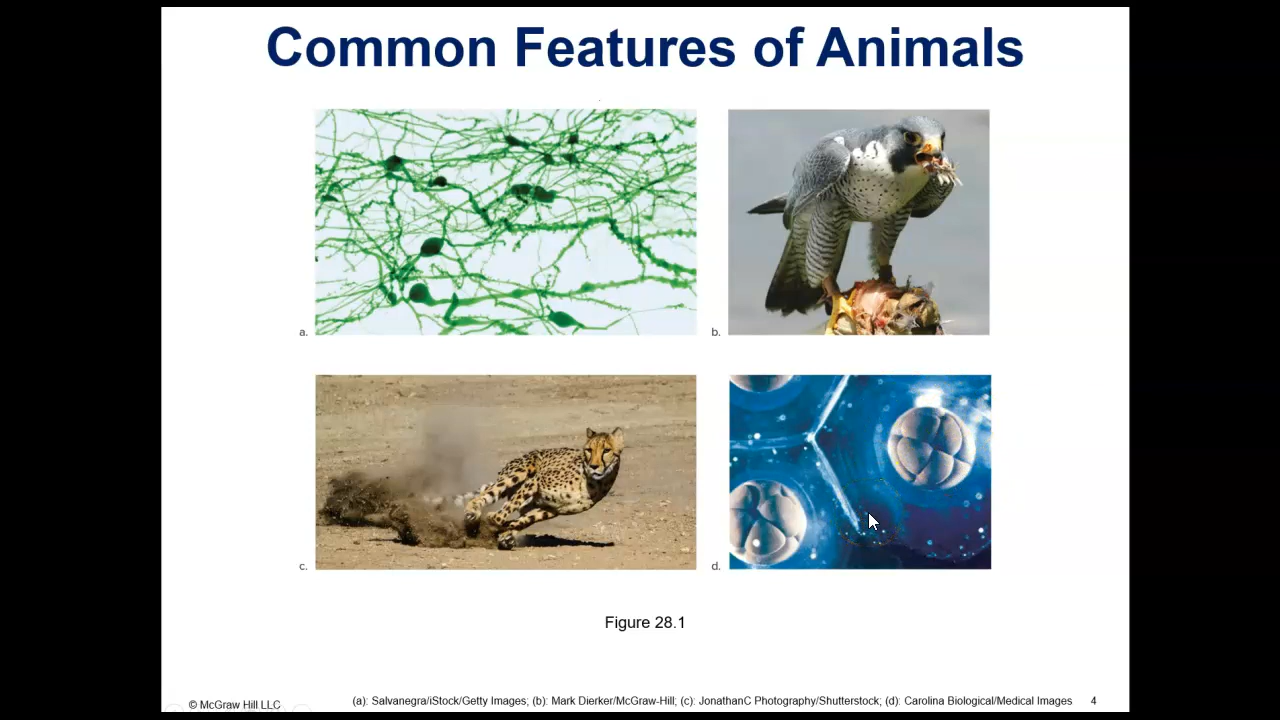 Common Features of Animals
a.
b.
c.
d.
Figure 28.1
© McGraw Hill LLC
(a): Salvanegra/iStock/Getty Images; (b): Mark Dierker/McGraw-Hill; (c): JonathanC Photography/Shutterstock; (d): Carolina Biological/Medical Images
4